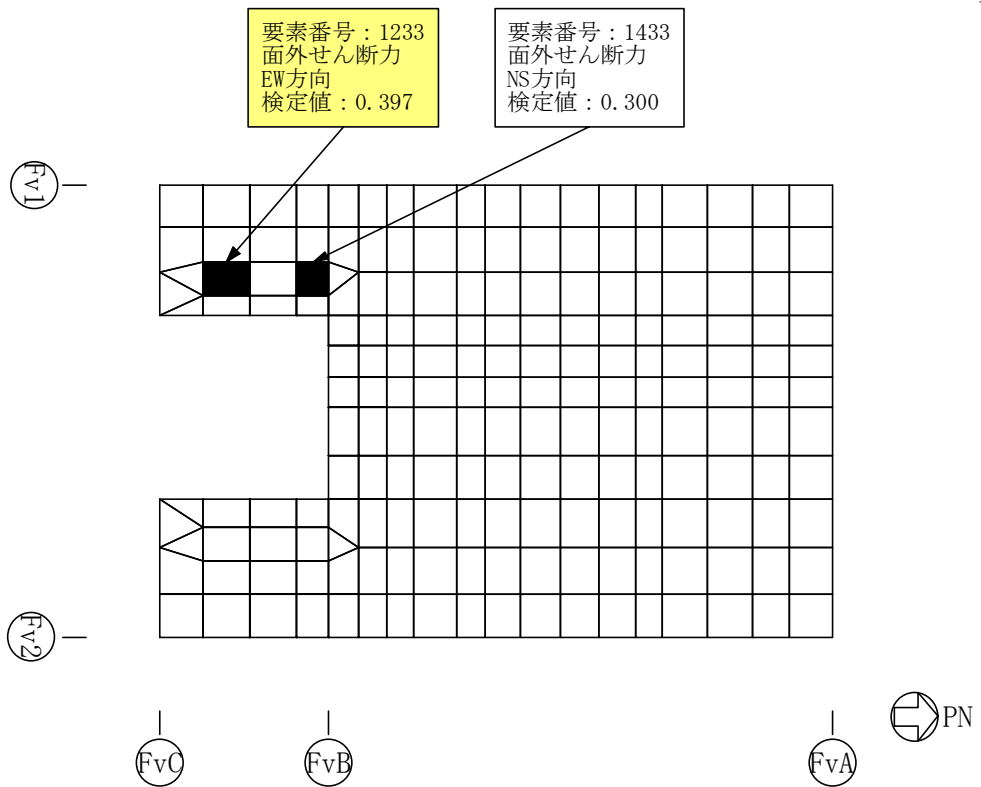 要素番号：1233
面外せん断力
EW方向
検定値：0.397
要素番号：1433
面外せん断力
NS方向
検定値：0.300
Fv1
Fv2
PN
FvC
FvB
FvA